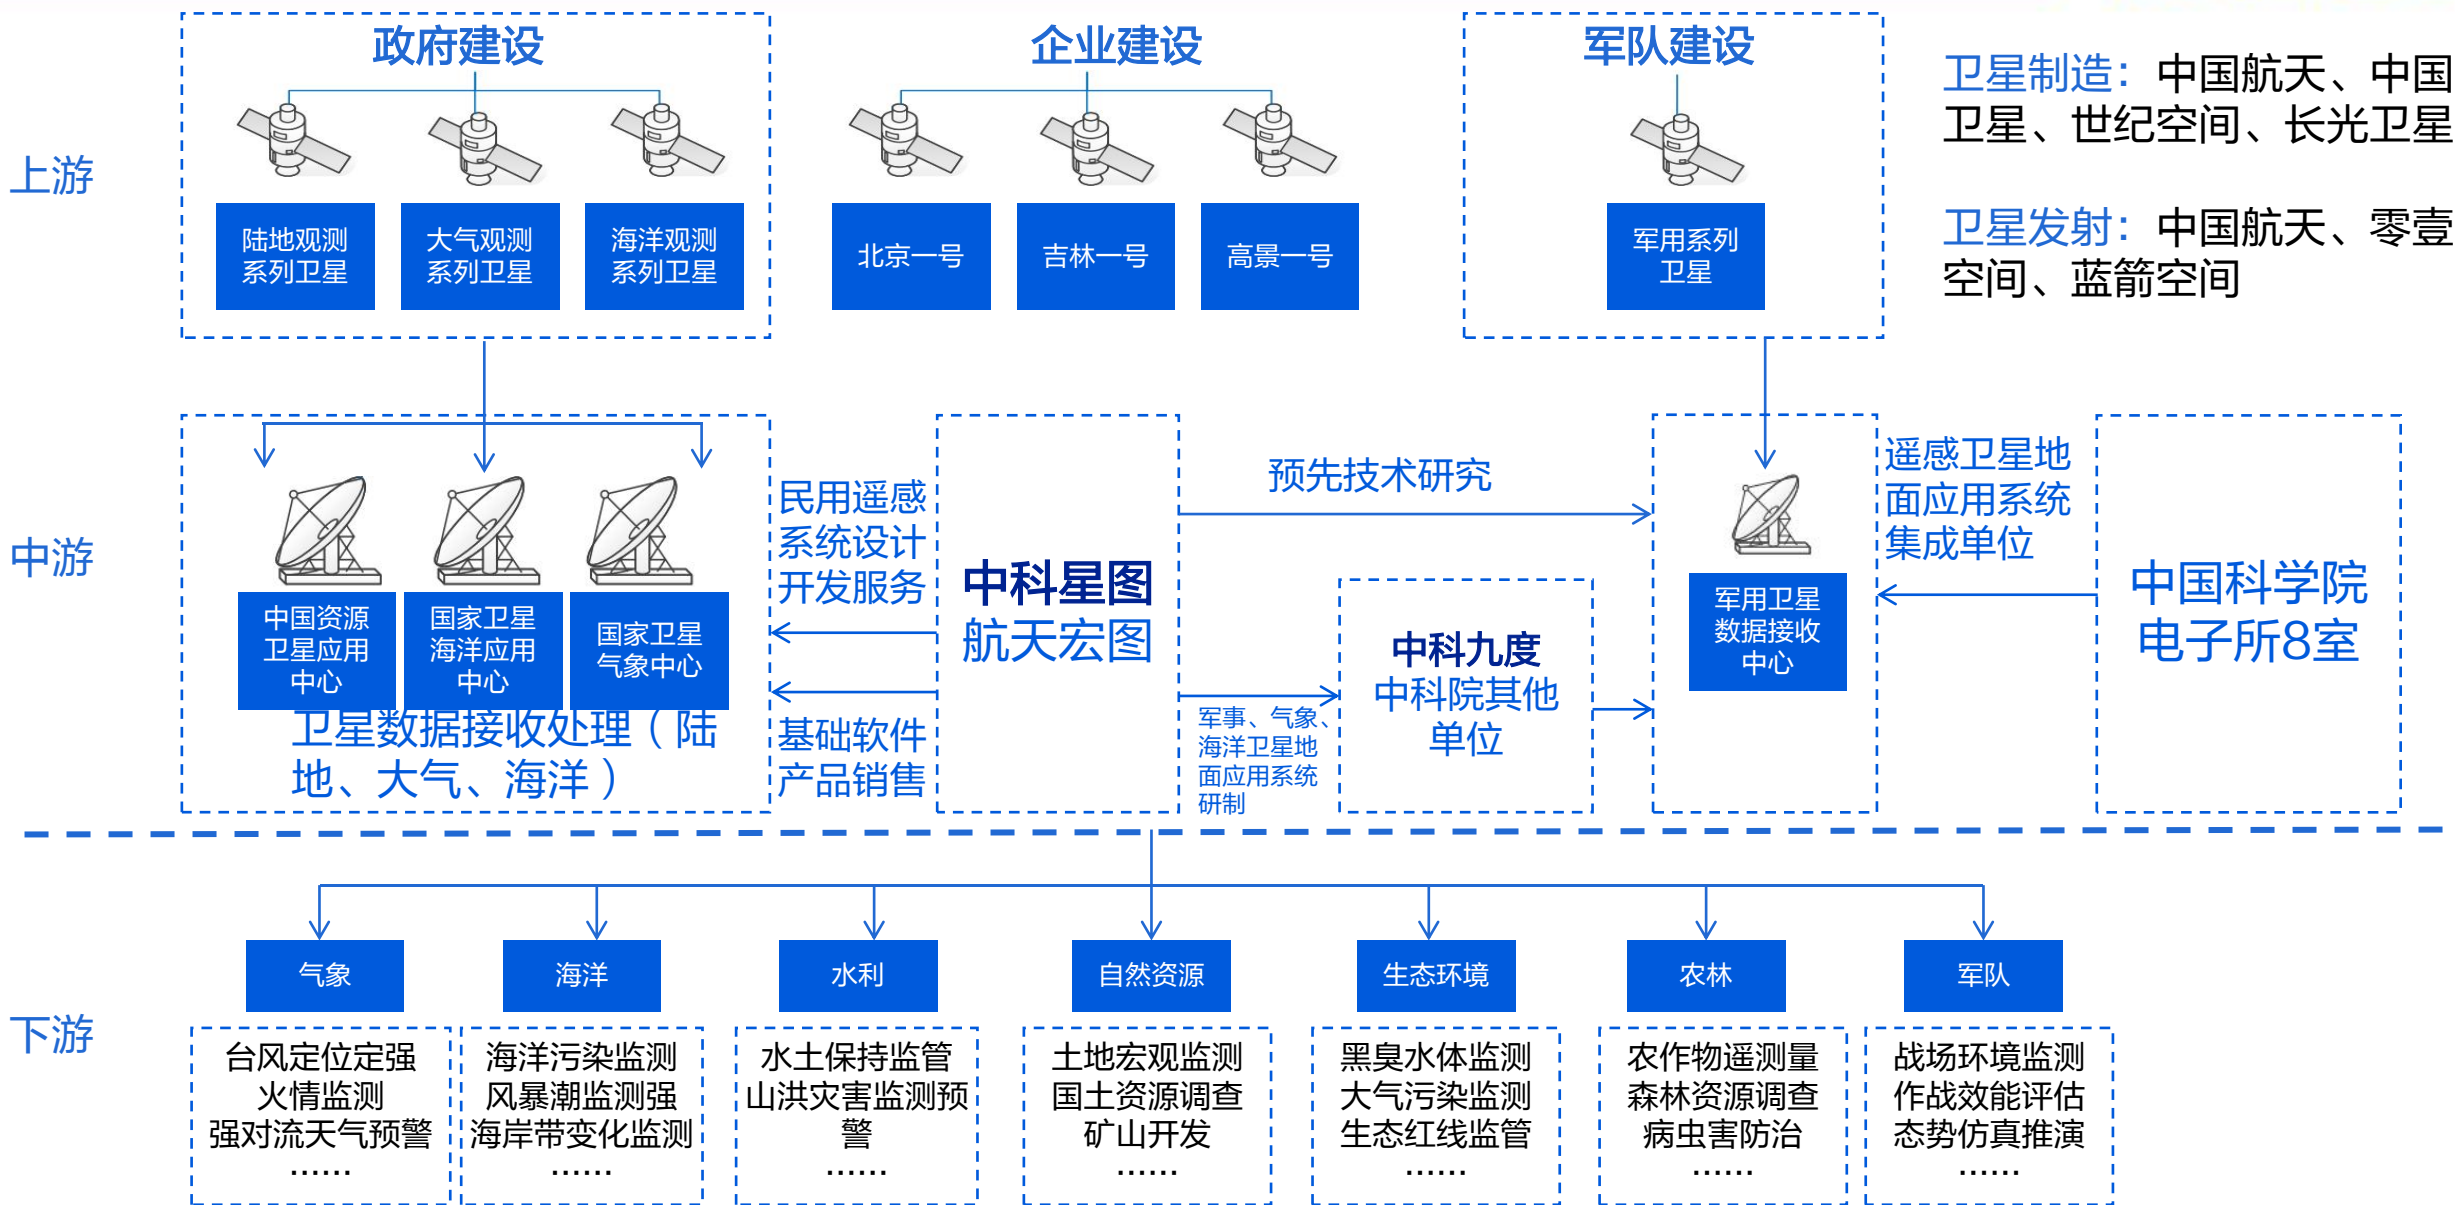 政府建设
企业建设
军队建设
卫星制造：中国航天、中国
卫星、世纪空间、长光卫星
卫星发射：中国航天、零壹
空间、蓝箭空间
上游
陆地观测
系列卫星
大气观测
系列卫星
海洋观测
系列卫星
北京一号
吉林一号
高景一号
军用系列
卫星
中游
中国资源
卫星应用
中心
国家卫星
海洋应用
中心
国家卫星
气象中心
卫星数据接收处理（陆
地、大气、海洋）
民用遥感
系统设计
开发服务
基础软件
产品销售
中科星图
航天宏图
预先技术研究
军事、气象、
海洋卫星地
面应用系统
研制
中科九度
中科院其他
单位
军用卫星
数据接收
中心
遥感卫星地
面应用系统
集成单位
中国科学院
电子所8室
下游
气象
台风定位定强
火情监测
强对流天气预警
......
海洋
海洋污染监测
风暴潮监测强
海岸带变化监测
......
水利
水土保持监管
山洪灾害监测预
警
......
自然资源
土地宏观监测
国土资源调查
矿山开发
......
生态环境
黑臭水体监测
大气污染监测
生态红线监管
......
农林
农作物遥测量
森林资源调查
病虫害防治
......
军队
战场环境监测
作战效能评估
态势仿真推演
......